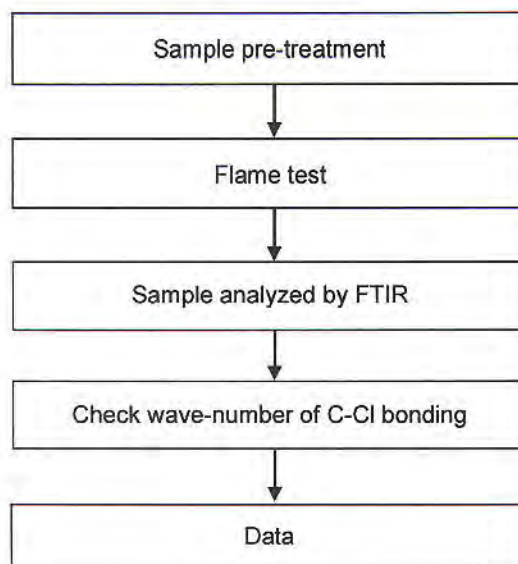 Sample pre-treatment
Flame test
Sample analyzed by FTIR
Check wave-number of C-Cl bonding
Data